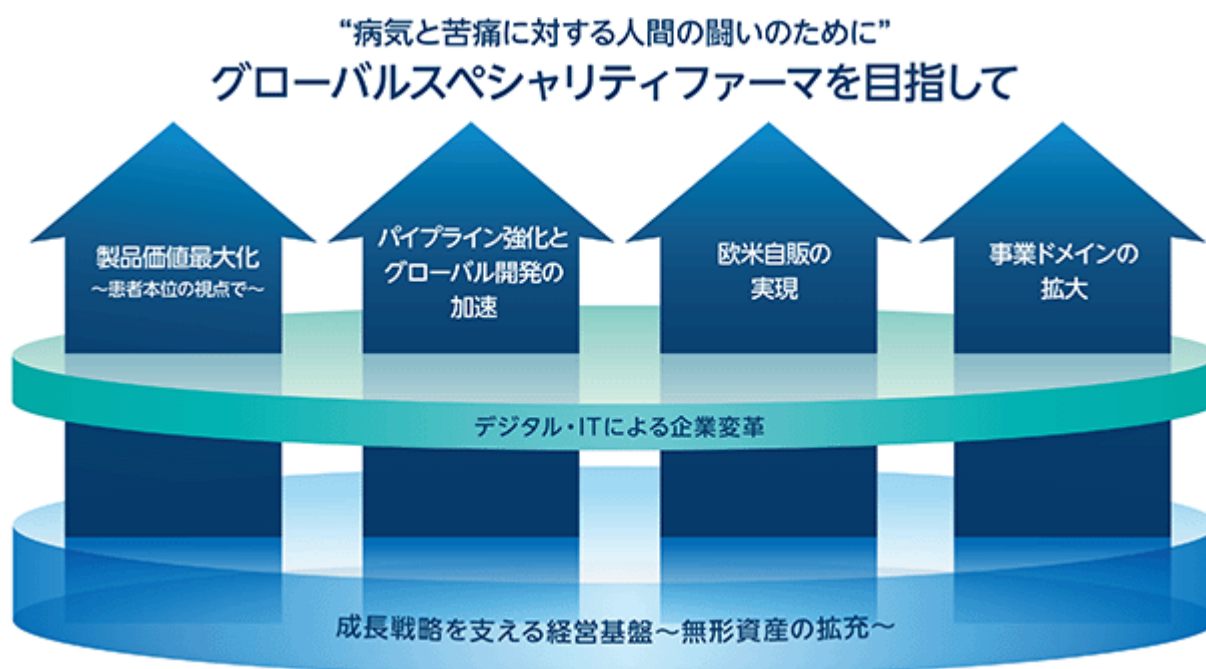 “病気と苦痛に対する人間の闘いのために”
グローバルスペシャリティファーマを目指して
製品価値最大化
～患者本位の視点で～
パイプライン強化と
グローバル開発の
加速
欧米自販の
実現
事業ドメインの
拡大
デジタル・ITによる企業変革
成長戦略を支える経営基盤～無形資産の拡充～